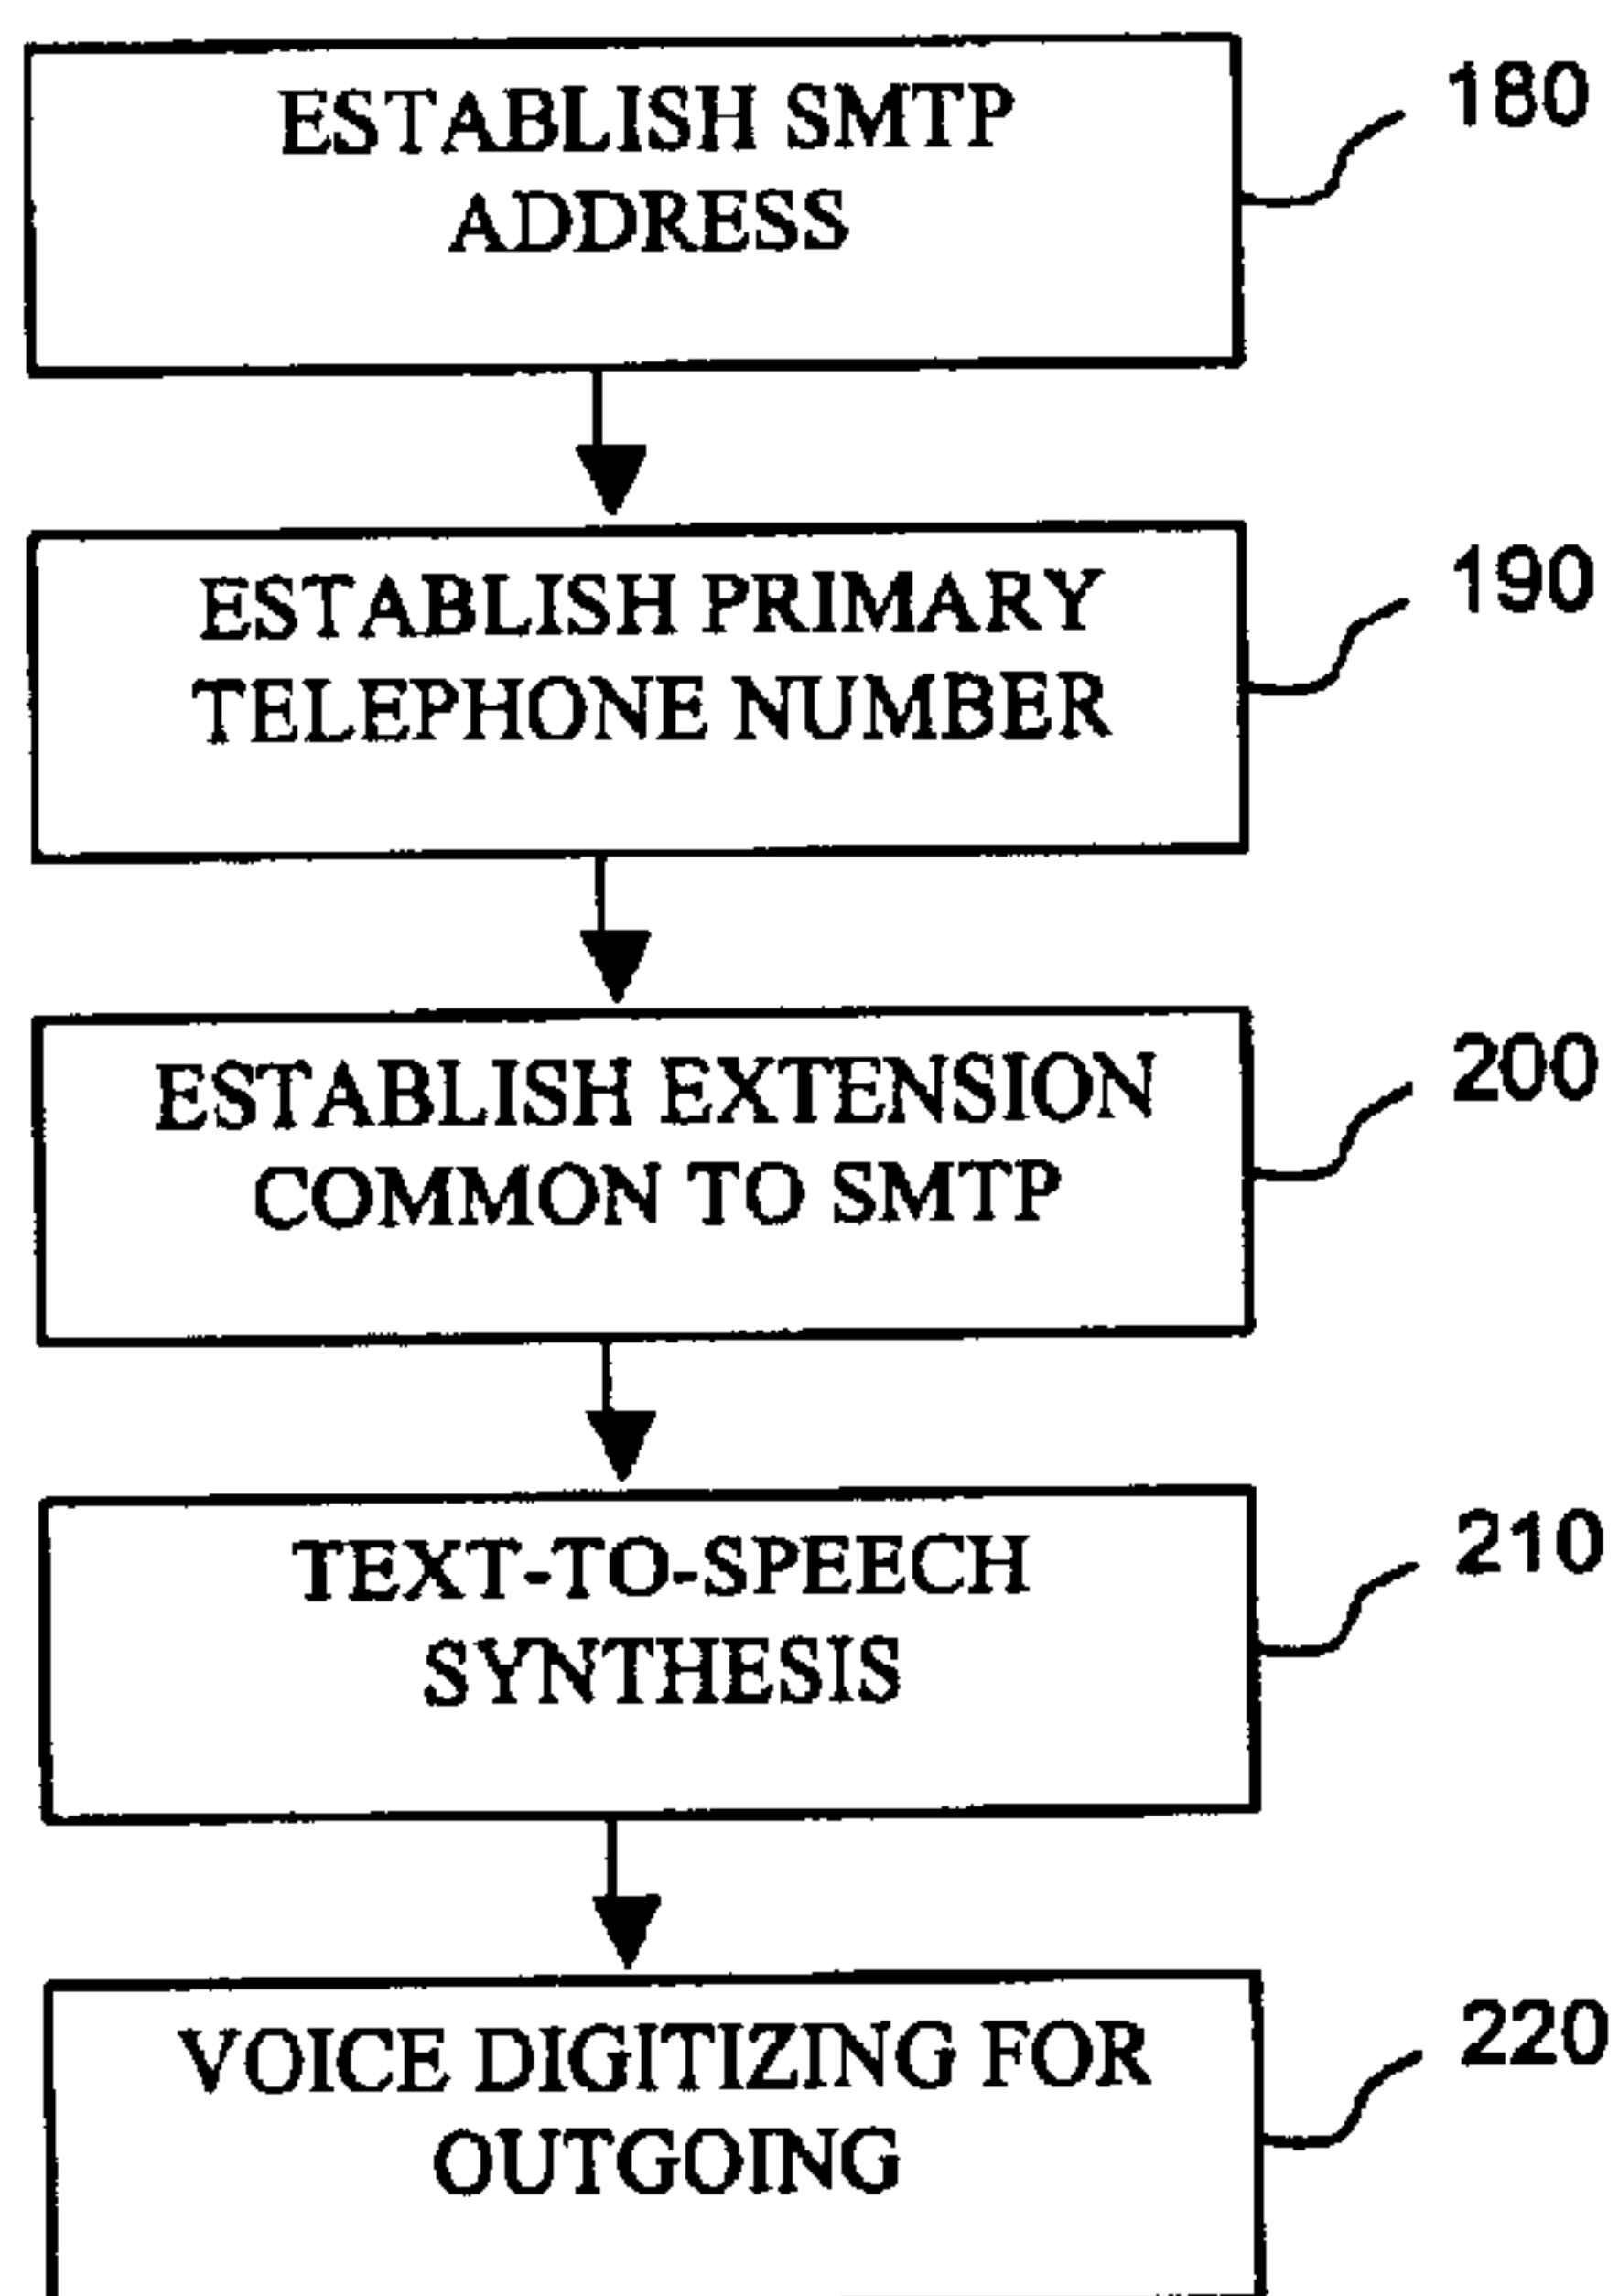 ESTABLISH SMTP
ADDRESS
180
ESTABLISH PRIMARY
TELEPHONE NUMBER
190
ESTABLISH EXTENSION
COMMON TO SMTP
200
TEXT-TO-SPEECH
SYNTHESIS
210
VOICE DIGITIZING FOR
OUTGOING
220